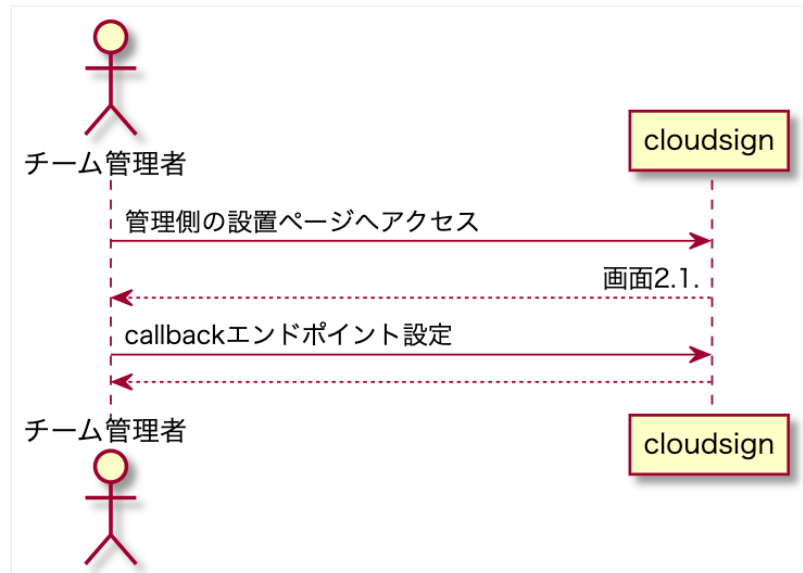 チーム管理者
cloudsign
管理側の設置ページへアクセス
画面2.1.
callbackエンドポイント設定
チーム管理者
cloudsign